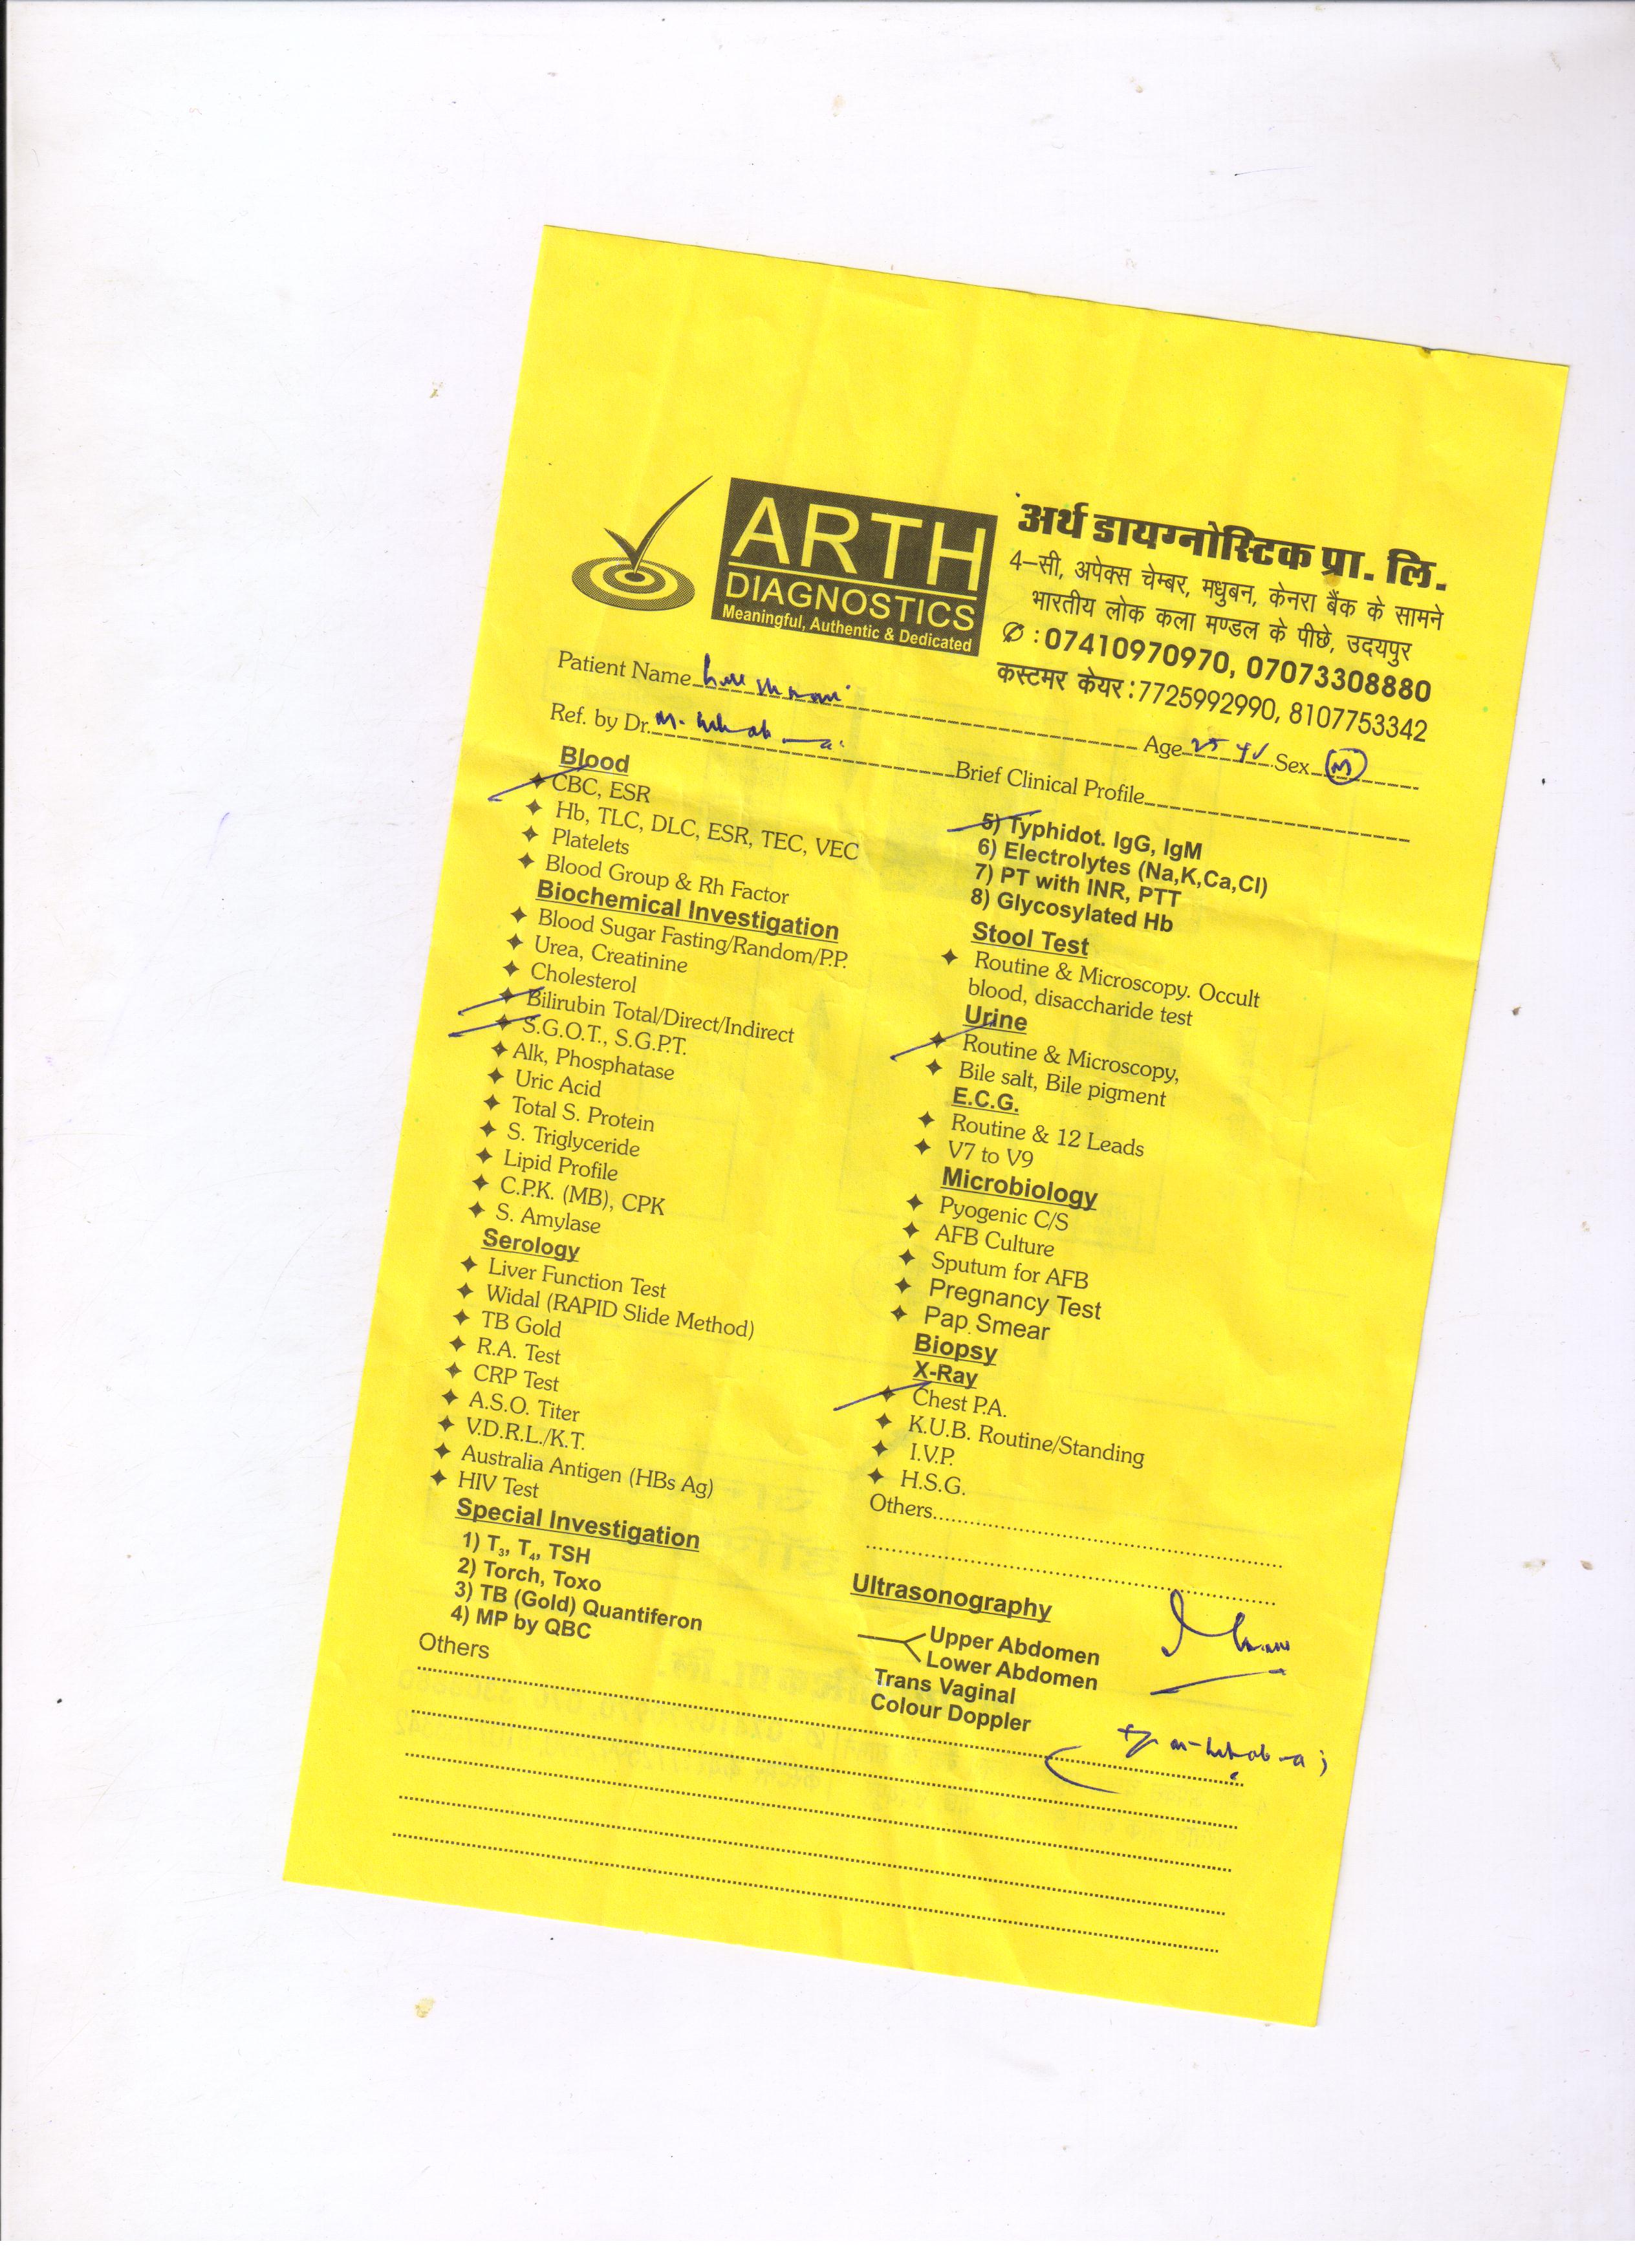 ARTH
DIAGNOSTICS
Meaningful, Authentic & Dedicated
अर्थ डायग्नोस्टिक प्रा. लि.
4-सी, अपेक्स चेम्बर, मधुबन, केनरा बैंक के सामने
भारतीय लोक कला मण्डल के पीछे, उदयपुर
: 07410970970, 07073308880
कस्टमर केयर : 7725992990, 8107753342
Patient Name
Age 25 Sex M
Ref. by Dr. Brief Clinical Profile
Blood
CBC, ESR
Hb, TLC, DLC, ESR, TEC, VEC
Platelets
Blood Group & Rh Factor
Biochemical Investigation
Blood Sugar Fasting/Random/P.P.
Urea, Creatinine
Cholesterol
Bilirubin Total/Direct/Indirect
S.G.O.T., S.G.P.T.
Alk, Phosphatase
Uric Acid
Total S. Protein
S. Triglyceride
Lipid Profile
C.P.K. (MB), CPK
S. Amylase
Serology
Liver Function Test
Widal (RAPID Slide Method)
TB Gold
R.A. Test
CRP Test
A.S.O. Titer
V.D.R.L./K.T.
Australia Antigen (HBs Ag)
HIV Test
Special Investigation
1) T3, T4, TSH
2) Torch, Toxo
3) TB (Gold) Quantiferon
4) MP by QBC
Others
5) Typhidot. IgG, IgM
6) Electrolytes (Na,K,Ca,Cl)
7) PT with INR, PTT
8) Glycosylated Hb
Stool Test
Routine & Microscopy. Occult
blood, disaccharide test
Urine
Routine & Microscopy,
Bile salt, Bile pigment
E.C.G.
Routine & 12 Leads
V7 to V9
Microbiology
Pyogenic C/S
AFB Culture
Sputum for AFB
Pregnancy Test
Pap Smear
Biopsy
X-Ray
Chest P.A.
K.U.B. Routine/Standing
I.V.P.
H.S.G.
Others
Ultrasonography
Upper Abdomen
Lower Abdomen
Trans Vaginal
Colour Doppler